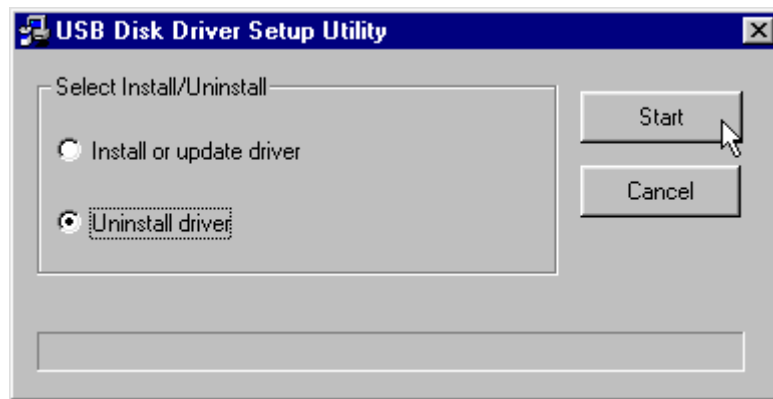 USB Disk Driver Setup Utility
Select Install/Uninstall
Install or update driver
Uninstall driver
Start
Cancel